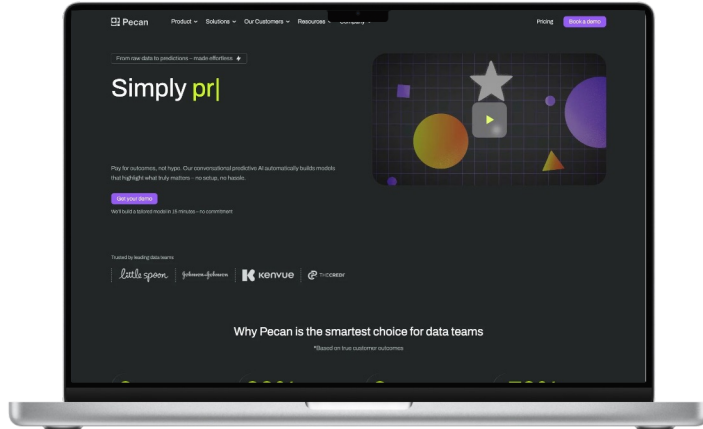 Pecan
Product Solutions Our Customers Resources Company
Pricing
Book a demo
From raw data to predictions – made effortless
Simply pr|
Pay for outcomes, not hype. Our conversational predictive AI automatically builds models
that highlight what truly matters – no setup, no hassle.
Get your demo
We'll build a tailored model in 15 minutes – no commitment
Trusted by leading data teams
little spoon Johnson & Johnson kenvue THECREDIT
Why Pecan is the smartest choice for data teams
*Based on true customer outcomes